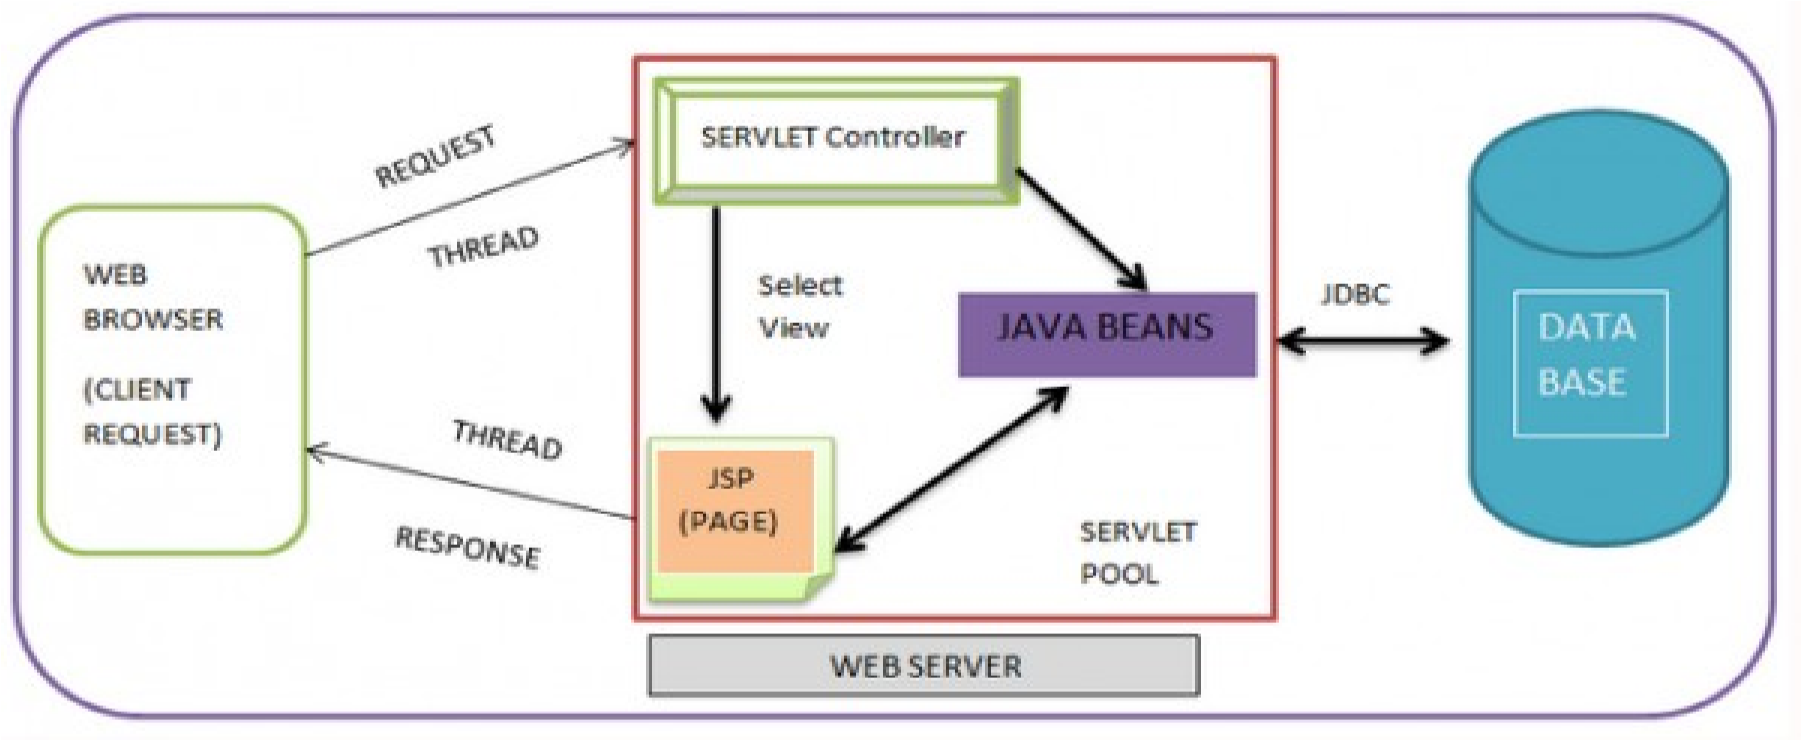 REQUEST
THREAD
WEB
BROWSER
(CLIENT
REQUEST)
THREAD
RESPONSE
SERVLET Controller
Select
View
JAVA BEANS
JSP
(PAGE)
SERVLET
POOL
WEB SERVER
JDBC
DATA
BASE